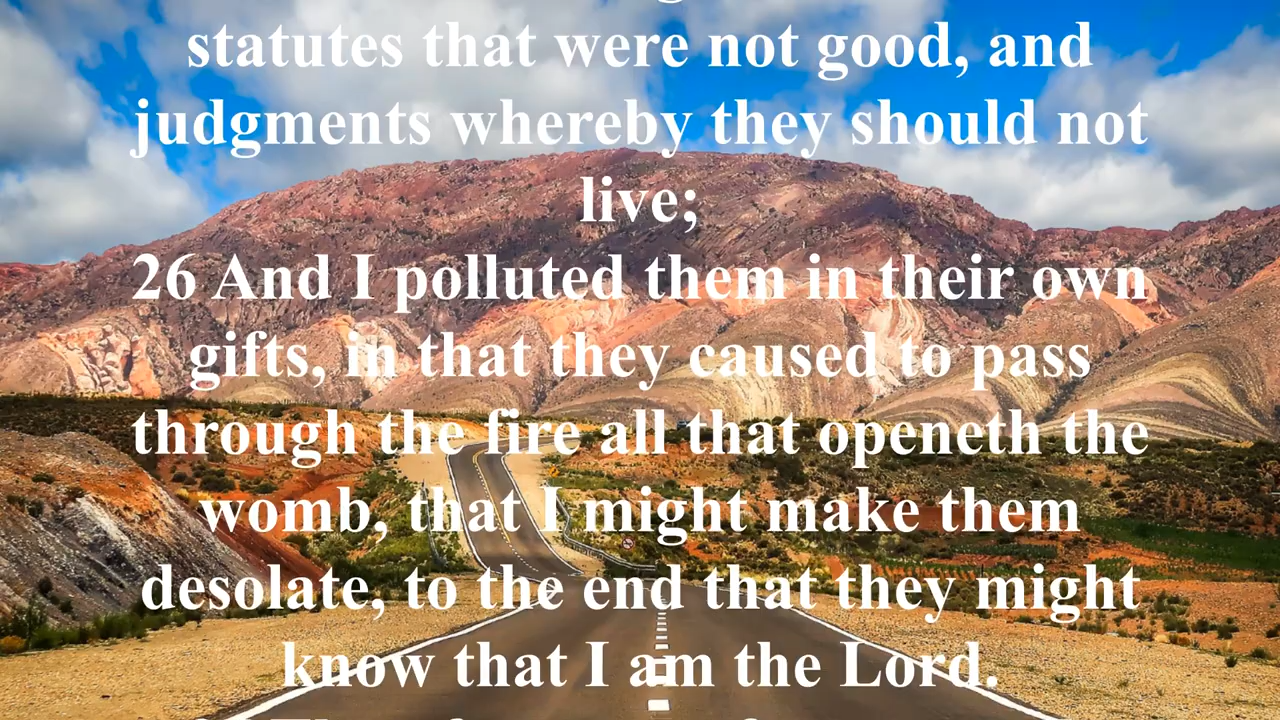 statutes that were not good, and
judgments whereby they should not
live;
26 And I polluted them in their own
gifts, in that they caused to pass
through the fire all that openeth the
womb, that I might make them
desolate, to the end that they might
know that I am the Lord.